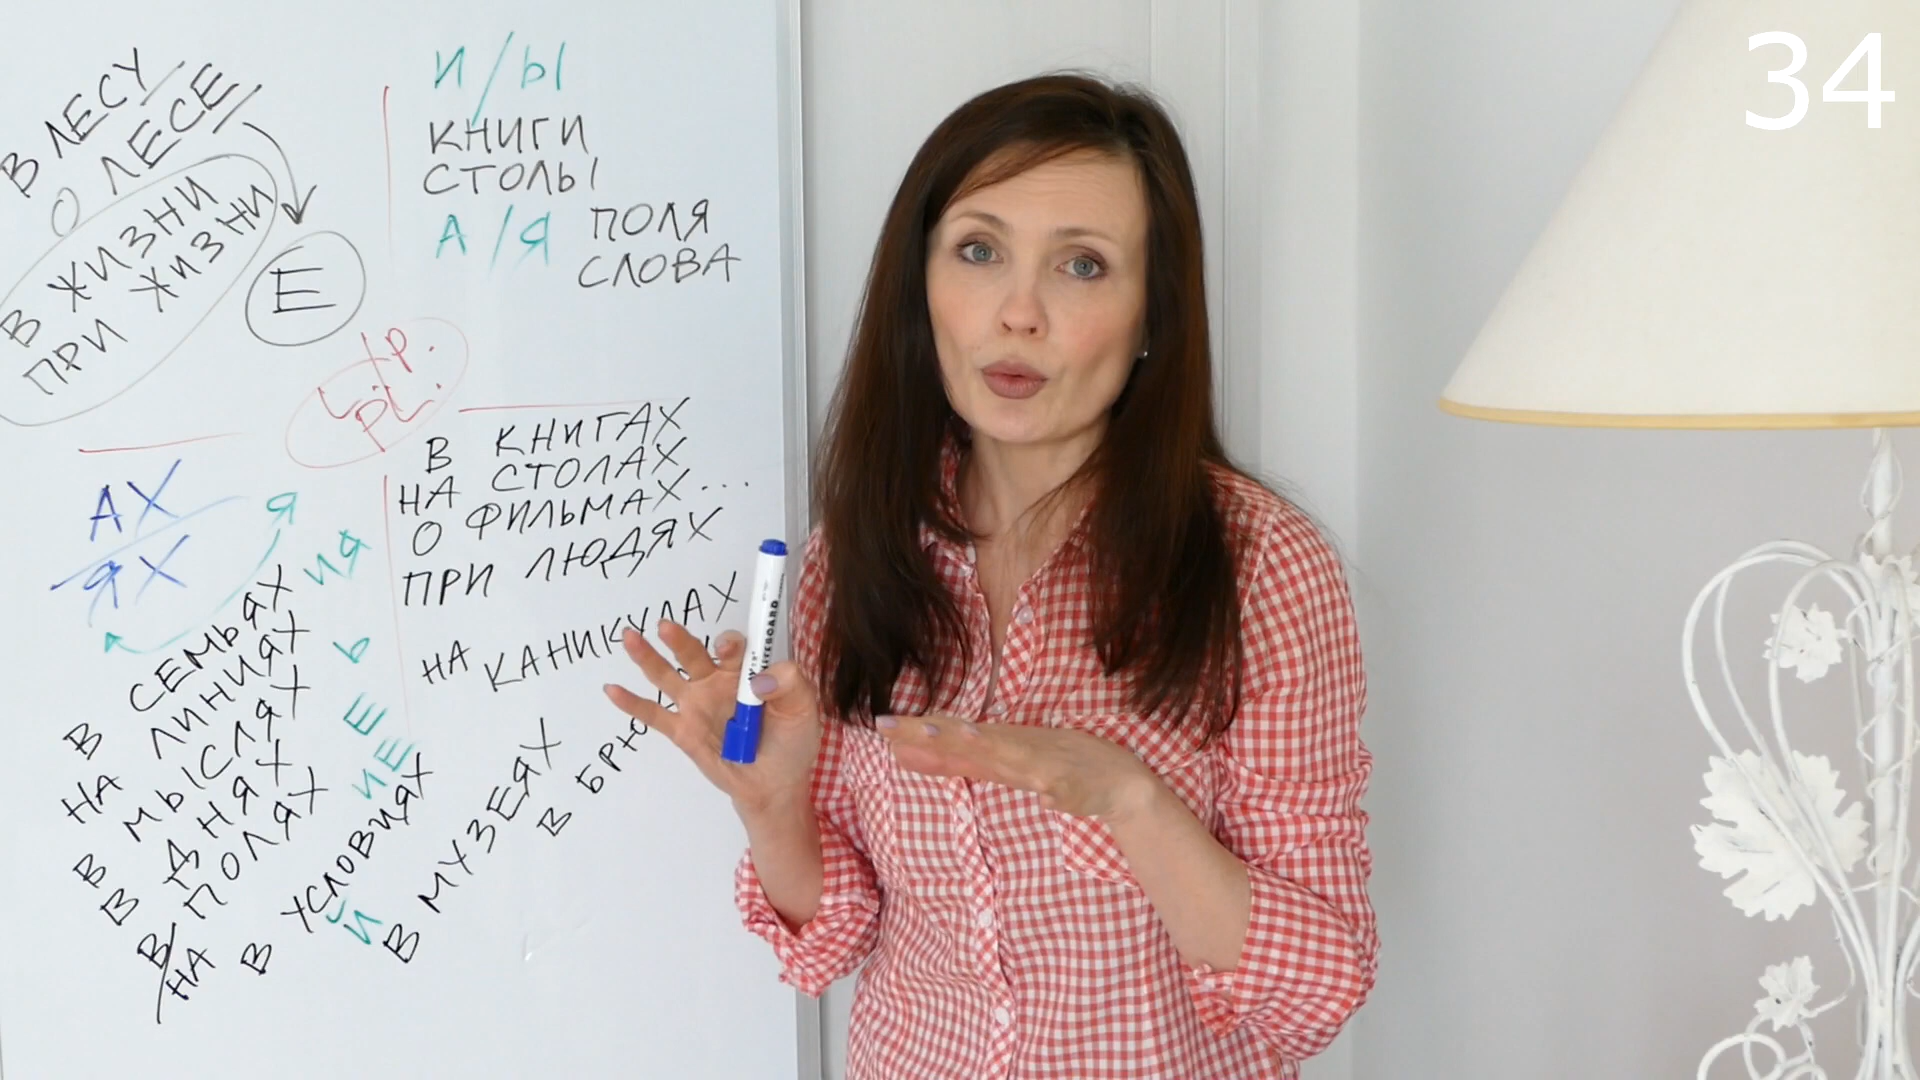 34
В ЛЕСУ
О ЛЕСЕ
В ЖИЗНИ
ПРИ ЖИЗНИ
Е
И/Ы
КНИГИ
СТОЛЫ
А/Я ПОЛЯ
СЛОВА
PL.
АХ
ЯХ
В КНИГАХ
НА СТОЛАХ
О ФИЛЬМАХ...
ПРИ ЛЮДЯХ
НА КАНИКУЛАХ
В СЕМЬЯХ Я
НА ЛИНИЯХ ИЯ
В МЫСЛЯХ Ь
В ДНЯХ
В/НА ПОЛЯХ Е
В УСЛОВИЯХ ИЕ
В МУЗЕЯХ Й
В
WHITEBOARD